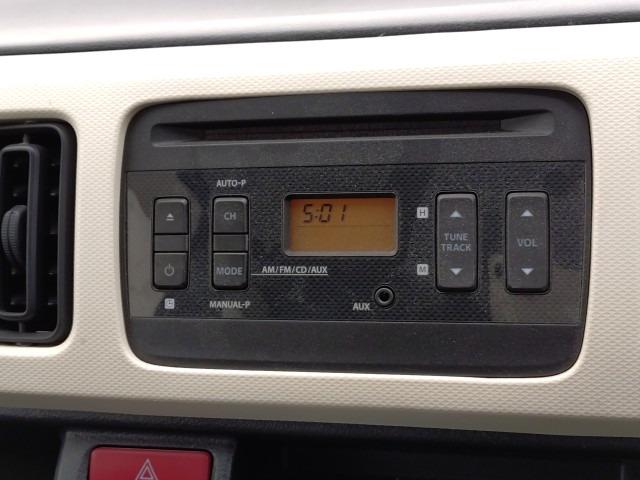 AUTO-P
CH
5:01
H
TUNE
TRACK
VOL
MODE
AM/FM/CD/AUX
M
C
MANUAL-P
AUX